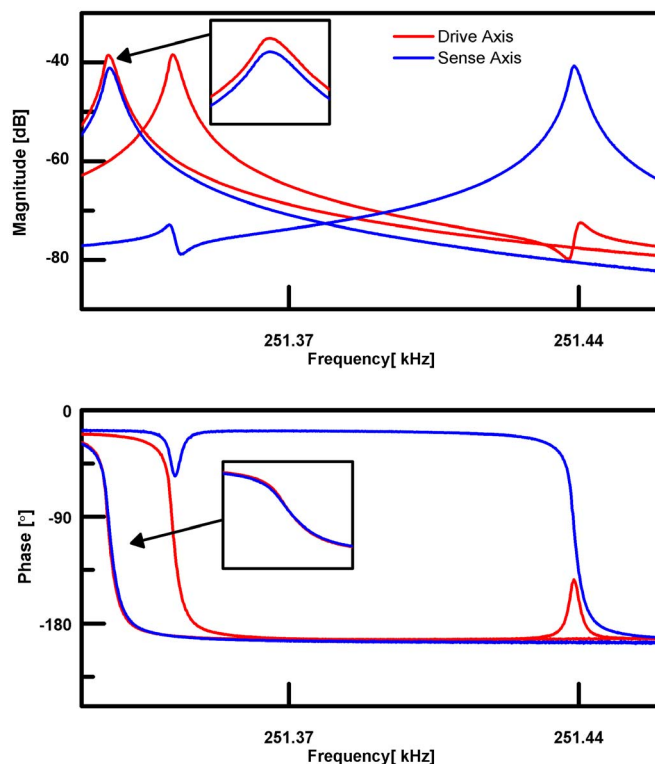 -40
-60
-80
Magnitude [dB]
Drive Axis
Sense Axis
251.37
251.44
Frequency[ kHz]
0
-90
-180
Phase [°]
251.37
251.44
Frequency[ kHz]